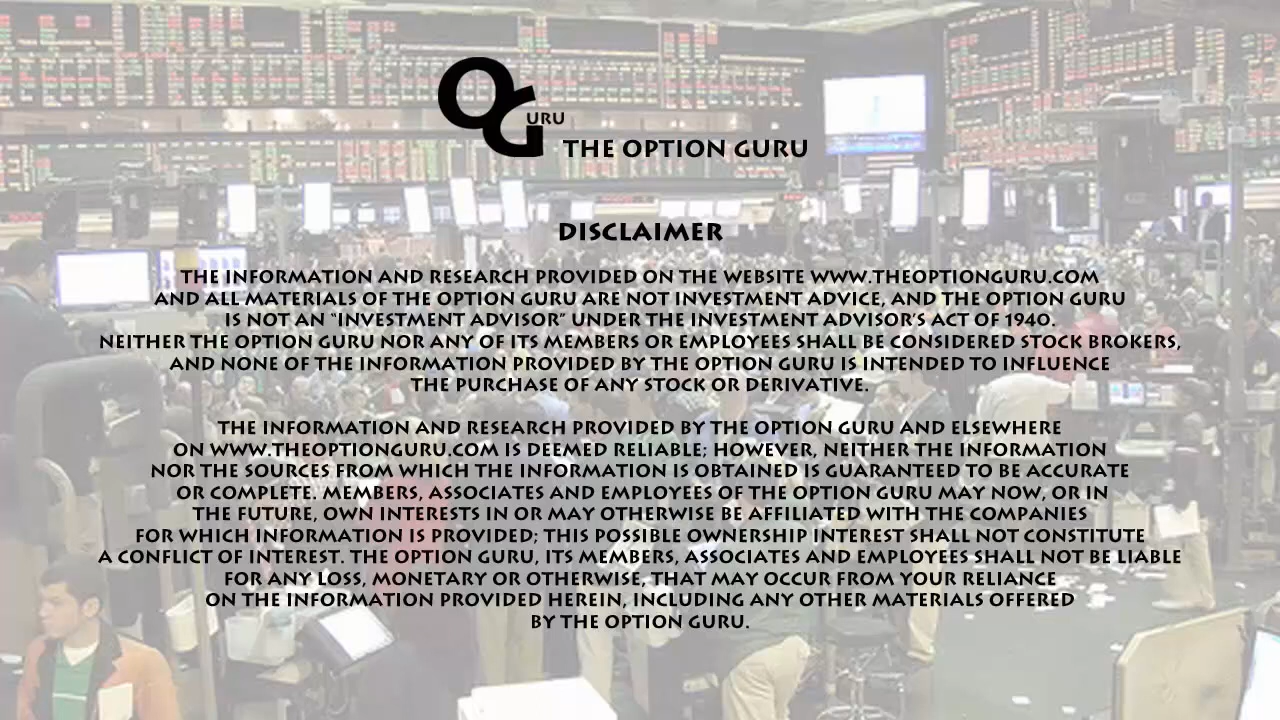 OG URU
THE OPTION GURU
DISCLAIMER
THE INFORMATION AND RESEARCH PROVIDED ON THE WEBSITE WWW.THEOPTIONGURU.COM
AND ALL MATERIALS OF THE OPTION GURU ARE NOT INVESTMENT ADVICE, AND THE OPTION GURU
IS NOT AN “INVESTMENT ADVISOR” UNDER THE INVESTMENT ADVISOR’S ACT OF 1940.
NEITHER THE OPTION GURU NOR ANY OF ITS MEMBERS OR EMPLOYEES SHALL BE CONSIDERED STOCK BROKERS,
AND NONE OF THE INFORMATION PROVIDED BY THE OPTION GURU IS INTENDED TO INFLUENCE
THE PURCHASE OF ANY STOCK OR DERIVATIVE.
THE INFORMATION AND RESEARCH PROVIDED BY THE OPTION GURU AND ELSEWHERE
ON WWW.THEOPTIONGURU.COM IS DEEMED RELIABLE; HOWEVER, NEITHER THE INFORMATION
NOR THE SOURCES FROM WHICH THE INFORMATION IS OBTAINED IS GUARANTEED TO BE ACCURATE
OR COMPLETE. MEMBERS, ASSOCIATES AND EMPLOYEES OF THE OPTION GURU MAY NOW, OR IN
THE FUTURE, OWN INTERESTS IN OR MAY OTHERWISE BE AFFILIATED WITH THE COMPANIES
FOR WHICH INFORMATION IS PROVIDED; THIS POSSIBLE OWNERSHIP INTEREST SHALL NOT CONSTITUTE
A CONFLICT OF INTEREST. THE OPTION GURU, ITS MEMBERS, ASSOCIATES AND EMPLOYEES SHALL NOT BE LIABLE
FOR ANY LOSS, MONETARY OR OTHERWISE, THAT MAY OCCUR FROM YOUR RELIANCE
ON THE INFORMATION PROVIDED HEREIN, INCLUDING ANY OTHER MATERIALS OFFERED
BY THE OPTION GURU.